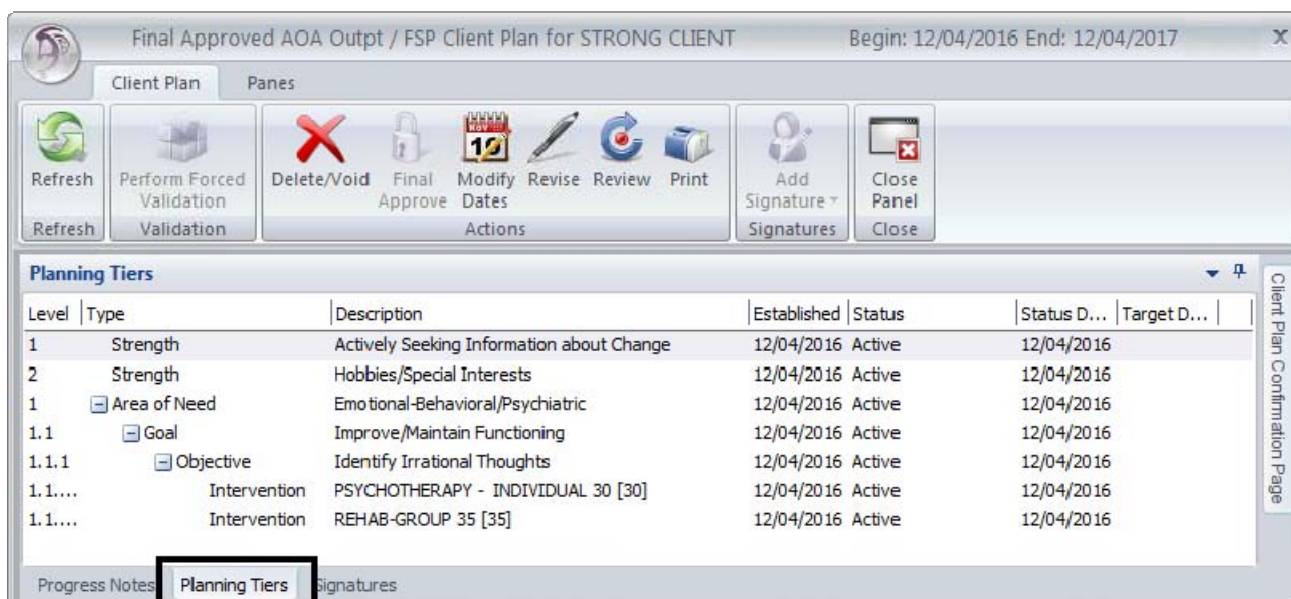 Final Approved AOA Outpt / FSP Client Plan for STRONG CLIENT Begin: 12/04/2016 End: 12/04/2017 X
Client Plan Panes
Refresh Perform Forced Validation Delete/Void Final Approve Modify Dates Revise Review Print Add Signature Close Panel
Refresh Validation Actions Signatures Close
Planning Tiers
Level Type Description Established Status Status D... Target D...
1 Strength Actively Seeking Information about Change 12/04/2016 Active 12/04/2016
2 Strength Hobbies/Special Interests 12/04/2016 Active 12/04/2016
1 Area of Need Emotional-Behavioral/Psychiatric 12/04/2016 Active 12/04/2016
1.1 Goal Improve/Maintain Functioning 12/04/2016 Active 12/04/2016
1.1.1 Objective Identify Irrational Thoughts 12/04/2016 Active 12/04/2016
1.1.... Intervention PSYCHOTHERAPY - INDIVIDUAL 30 [30] 12/04/2016 Active 12/04/2016
1.1.... Intervention REHAB-GROUP 35 [35] 12/04/2016 Active 12/04/2016
Progress Notes Planning Tiers Signatures
Client Plan Confirmation Page